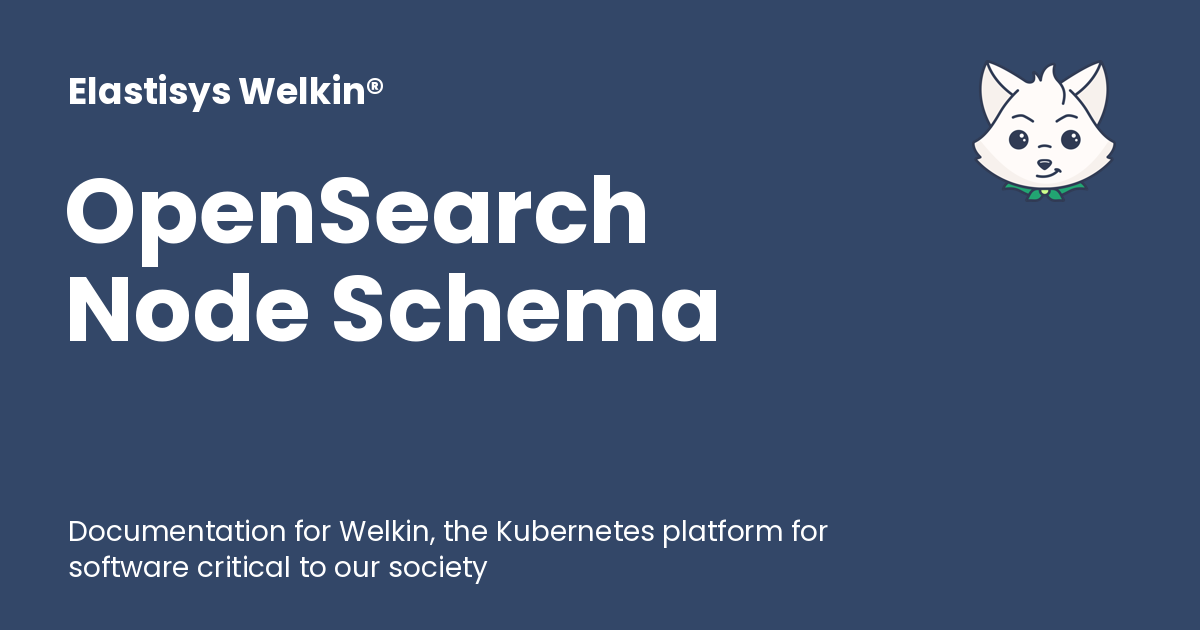 Elastisys Welkin®
OpenSearch
Node Schema
Documentation for Welkin, the Kubernetes platform for
software critical to our society